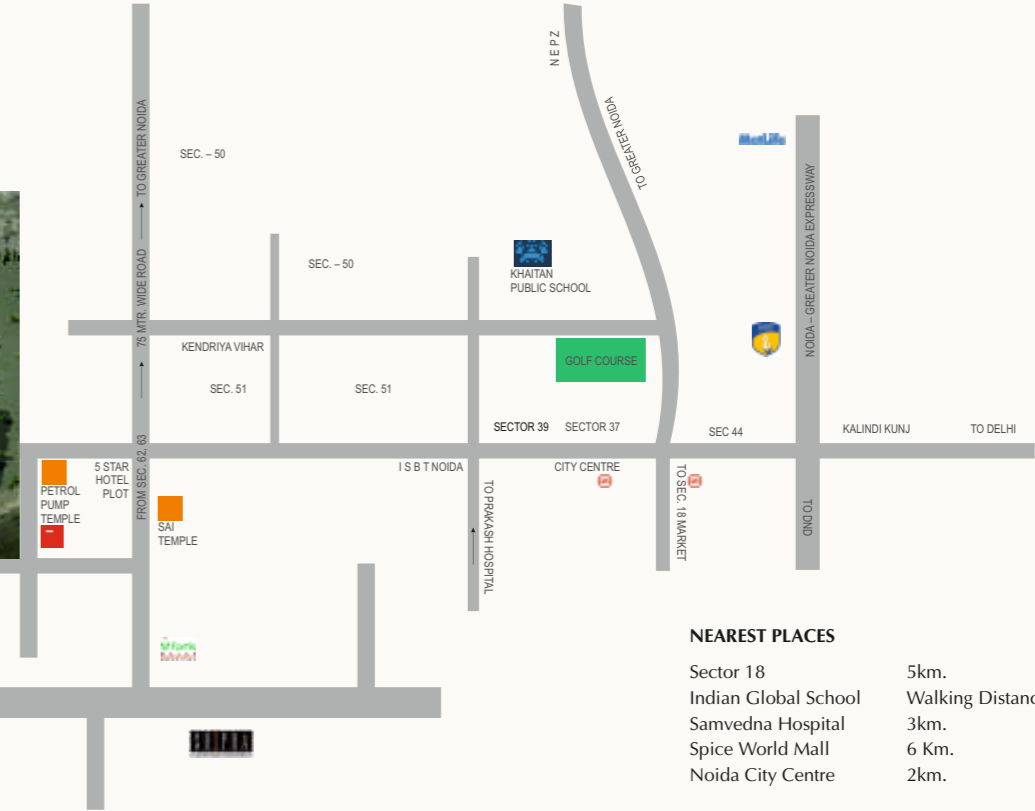 N E P Z
TO GREATER NOIDA
TO GREATER NOIDA
MetLife
SEC. – 50
NOIDA – GREATER NOIDA EXPRESSWAY
75 MTR. WIDE ROAD
SEC. – 50
KHAITAN
PUBLIC SCHOOL
KENDRIYA VIHAR
GOLF COURSE
SEC. 51
SEC. 51
SECTOR 39
SECTOR 37
SEC 44
KALINDI KUNJ
TO DELHI
FROM SEC. 62, 63
5 STAR
HOTEL
PLOT
I S B T NOIDA
CITY CENTRE
PETROL
PUMP
TEMPLE
SAI
TEMPLE
TO PRAKASH HOSPITAL
TO SEC. 18 MARKET
TO DND
Fortis
NEAREST PLACES
Sector 18 5km.
Indian Global School Walking Distanc
Samvedna Hospital 3km.
Spice World Mall 6 Km.
Noida City Centre 2km.